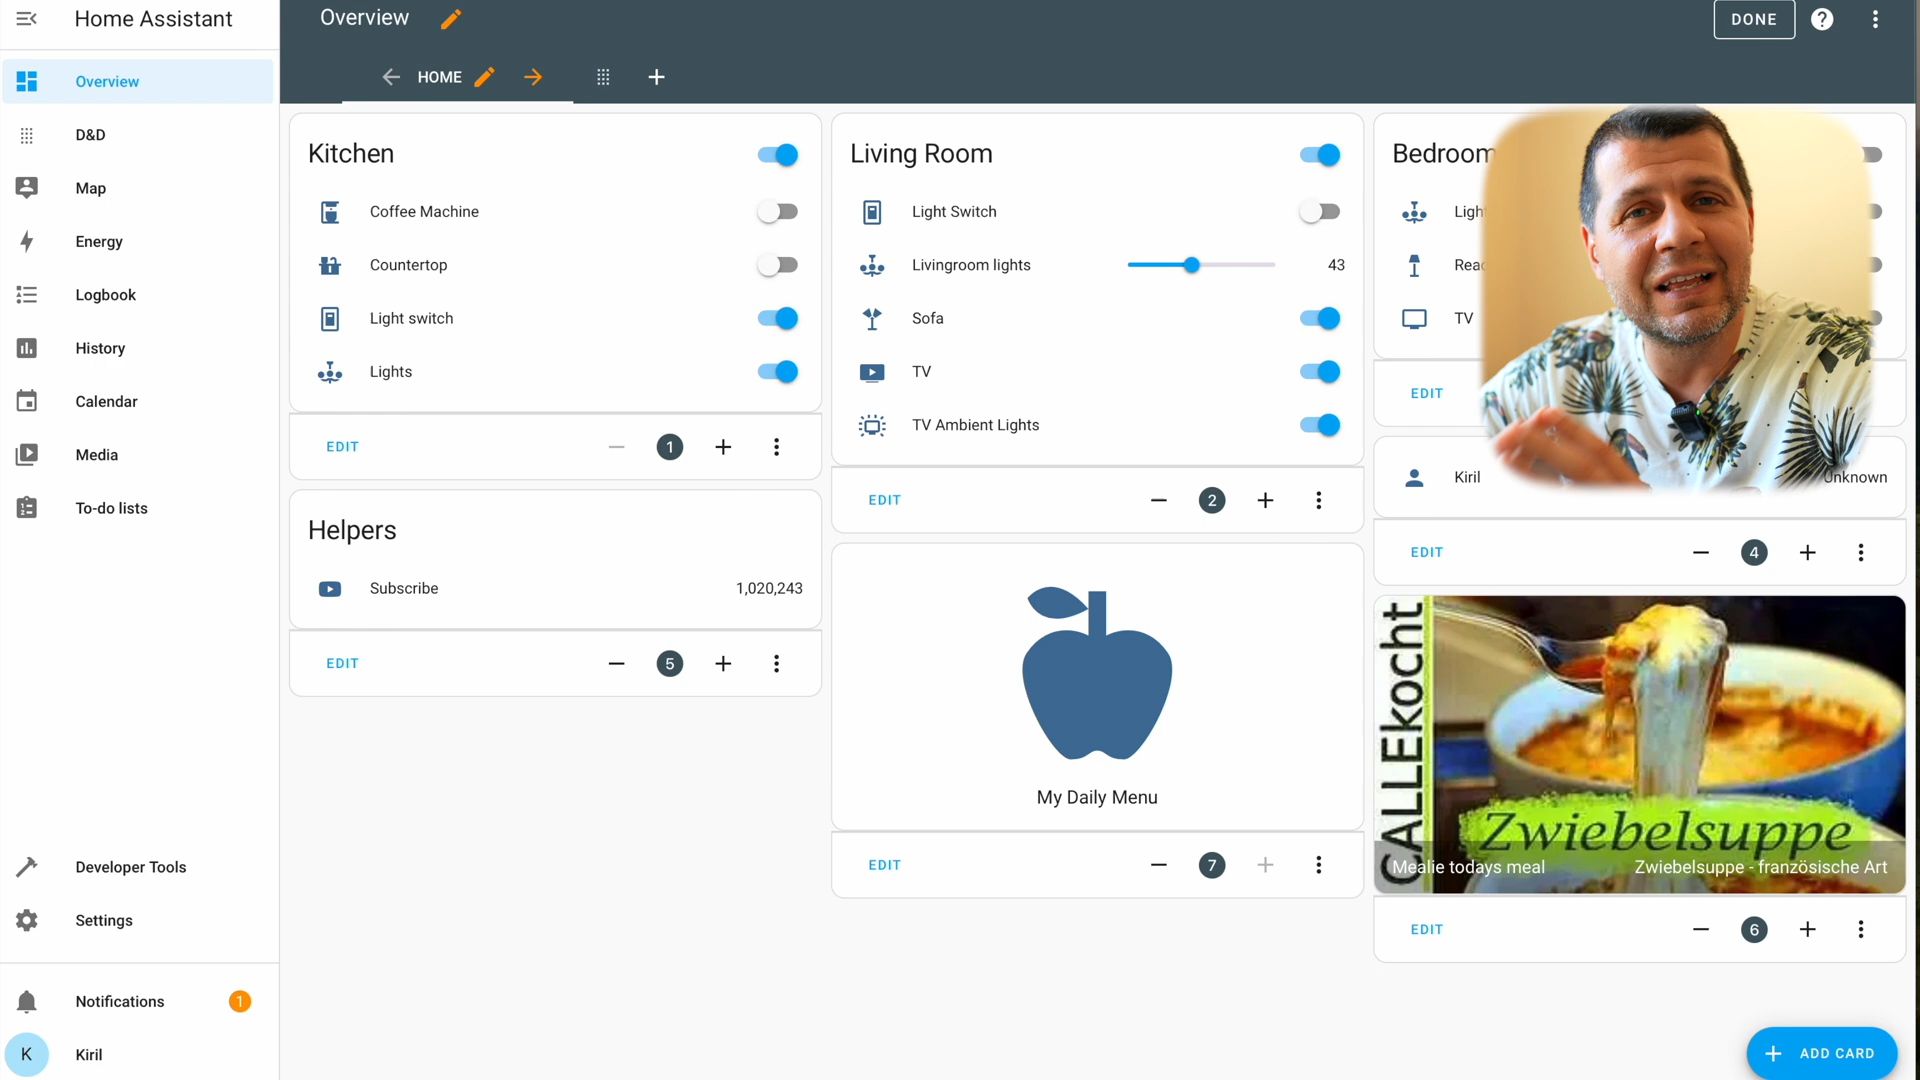 Home Assistant
Overview
DONE
HOME
Overview
D&D
Map
Energy
Logbook
History
Calendar
Media
To-do lists
Developer Tools
Settings
Notifications
1
K
Kiril
Kitchen
Coffee Machine
Countertop
Light switch
Lights
EDIT
1
Helpers
Subscribe
1,020,243
EDIT
5
Living Room
Light Switch
Livingroom lights
43
Sofa
TV
TV Ambient Lights
EDIT
2
My Daily Menu
EDIT
7
Bedroom
TV
EDIT
Kiril
Unknown
EDIT
4
CALLEkocht
Zwiebelsuppe
Mealie todays meal
Zwiebelsuppe - französische Art
EDIT
6
ADD CARD